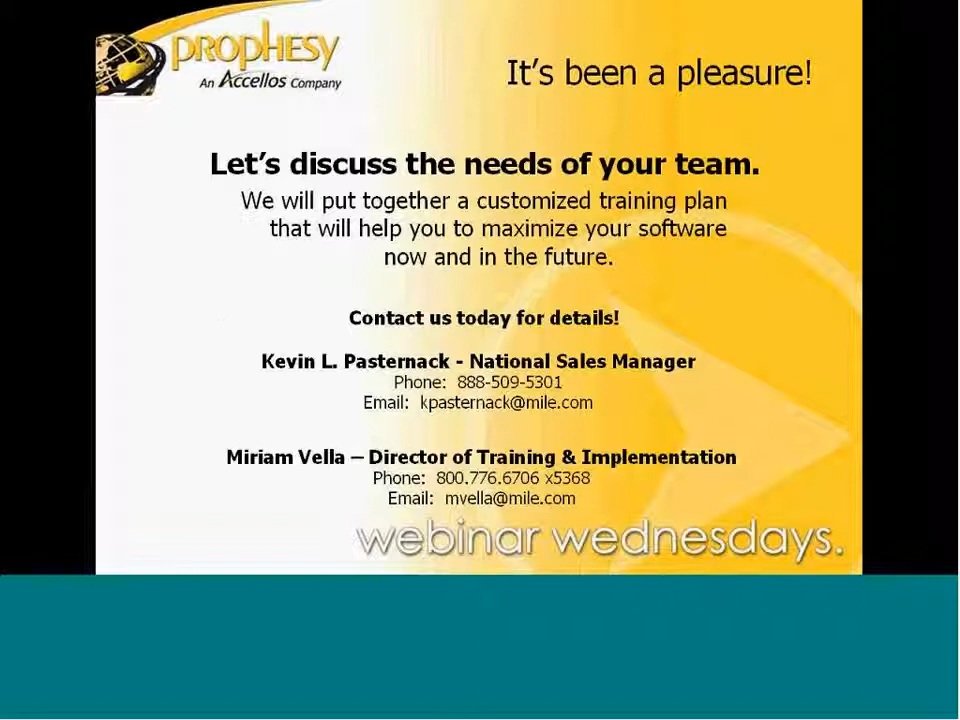 PROPHESY
An Accellos Company
It's been a pleasure!
Let's discuss the needs of your team.
We will put together a customized training plan
that will help you to maximize your software
now and in the future.
Contact us today for details!
Kevin L. Pasternack - National Sales Manager
Phone: 888-509-5301
Email: kpasternack@mile.com
Miriam Vella – Director of Training & Implementation
Phone: 800.776.6706 x5368
Email: mvella@mile.com
webinar wednesdays.